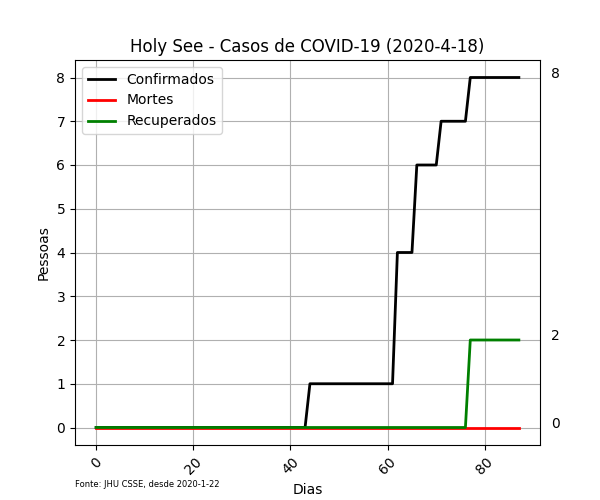 Holy See - Casos de COVID-19 (2020-4-18)
Confirmados
Mortes
Recuperados
8
7
6
5
4
3
2
1
0
Pessoas
8
2
0
0
20
40
60
80
Dias
Fonte: JHU CSSE, desde 2020-1-22